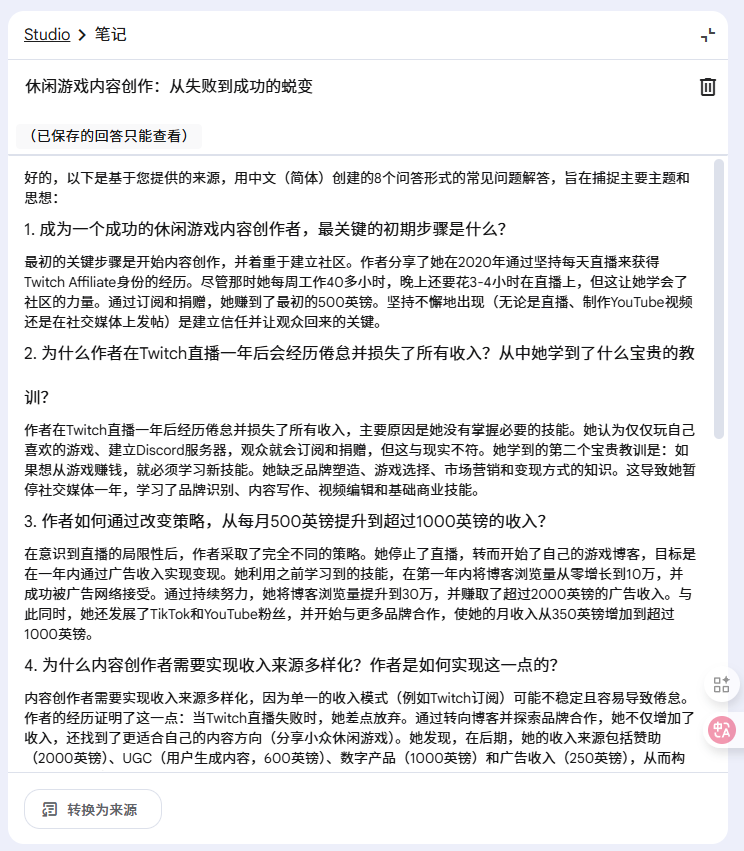 Studio > 笔记
休闲游戏内容创作：从失败到成功的蜕变
（已保存的回答只能查看）
好的，以下是基于您提供的来源，用中文（简体）创建的8个问答形式的常见问题解答，旨在捕捉主要主题和
思想：
1. 成为一个成功的休闲游戏内容创作者，最关键的初期步骤是什么？
最初的关键步骤是开始内容创作，并着重于建立社区。作者分享了她在2020年通过坚持每天直播来获得
Twitch Affiliate身份的经历。尽管那时她每周工作40多小时，晚上还要花3-4小时在直播上，但这让她学会了
社区的力量。通过订阅和捐赠，她赚到了最初的500英镑。坚持不懈地出现（无论是直播、制作YouTube视频
还是在社交媒体上发帖）是建立信任并让观众回来的关键。
2. 为什么作者在Twitch直播一年后会经历倦怠并损失了所有收入？从中她学到了什么宝贵的教
训？
作者在Twitch直播一年后经历倦怠并损失了所有收入，主要原因是她没有掌握必要的技能。她认为仅仅玩自己
喜欢的游戏、建立Discord服务器，观众就会订阅和捐赠，但这与现实不符。她学到的第二个宝贵教训是：如
果想从游戏赚钱，就必须学习新技能。她缺乏品牌塑造、游戏选择、市场营销和变现方式的知识。这导致她暂
停社交媒体一年，学习了品牌识别、内容写作、视频编辑和基础商业技能。
3. 作者如何通过改变策略，从每月500英镑提升到超过1000英镑的收入？
在意识到直播的局限性后，作者采取了完全不同的策略。她停止了直播，转而开始了自己的游戏博客，目标是
在一年内通过广告收入实现变现。她利用之前学习到的技能，在第一年内将博客浏览量从零增长到10万，并
成功被广告网络接受。通过持续努力，她将博客浏览量提升到30万，并赚取了超过2000英镑的广告收入。与
此同时，她还发展了TikTok和YouTube粉丝，并开始与更多品牌合作，使她的月收入从350英镑增加到超过
1000英镑。
4. 为什么内容创作者需要实现收入来源多样化？作者是如何实现这一点的？
内容创作者需要实现收入来源多样化，因为单一的收入模式（例如Twitch订阅）可能不稳定且容易导致倦怠。
作者的经历证明了这一点：当Twitch直播失败时，她差点放弃。通过转向博客并探索品牌合作，她不仅增加了
收入，还找到了更适合自己的内容方向（分享小众休闲游戏）。她发现，在后期，她的收入来源包括赞助
（2000英镑）、UGC（用户生成内容，600英镑）、数字产品（1000英镑）和广告收入（250英镑），从而构
转换为来源